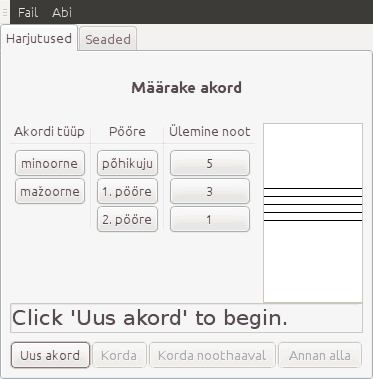 Fail Abi
Harjutused Seaded
Määrake akord
Akordi tüüp Pööre Ülemine noot
minoorne põhikuju 5
mažoorne 1. pööre 3
2. pööre 1
Click 'Uus akord' to begin.
Uus akord Korda Korda noothaaval Annan alla